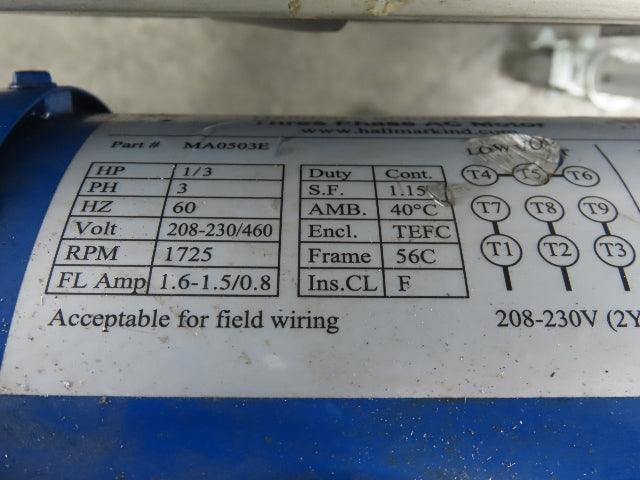 Three Phase AC Motor
www.hallmarkind.com
Part # MA0503E
HP 1/3
PH 3
HZ 60
Volt 208-230/460
RPM 1725
FL Amp 1.6-1.5/0.8
Duty Cont.
S.F. 1.15
AMB. 40°C
Encl. TEFC
Frame 56C
Ins.CL F
LOW
T4 T5 T6
T7 T8 T9
T1 T2 T3
Acceptable for field wiring
208-230V (2Y